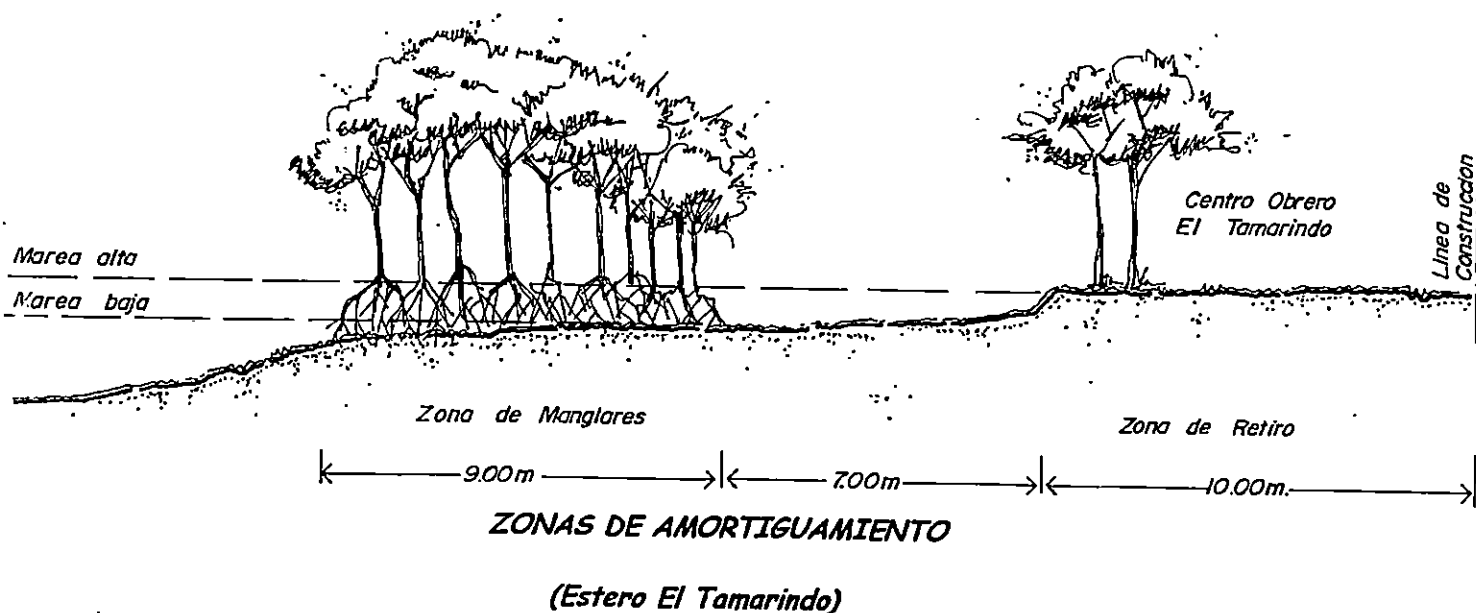 Marea alta
Marea baja
Centro Obrero
El Tamarindo
Línea de
Construccion
Zona de Manglares
Zona de Retiro
9.00m
7.00m
10.00m.
ZONAS DE AMORTIGUAMIENTO
(Estero El Tamarindo)